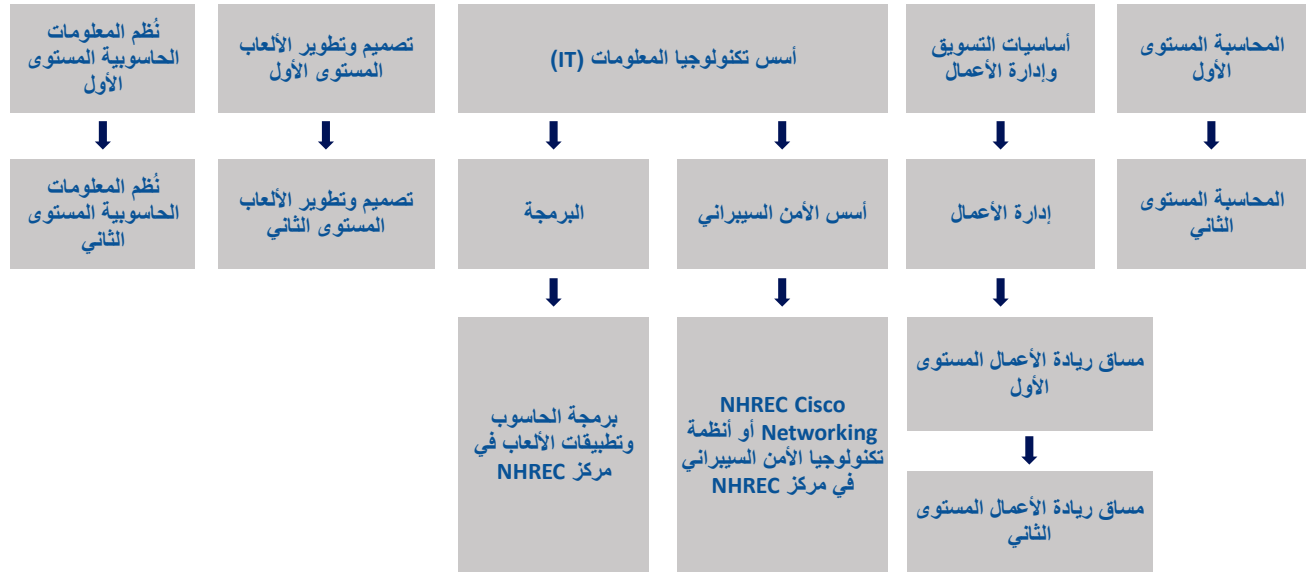 المحاسبة المستوى
الأول
أساسيات التسويق
وإدارة الأعمال
أسس تكنولوجيا المعلومات (IT)
تصميم وتطوير الألعاب
المستوى الأول
نُظم المعلومات
الحاسوبية المستوى
الأول
المحاسبة المستوى
الثاني
إدارة الأعمال
أسس الأمن السيبراني
البرمجة
تصميم وتطوير الألعاب
المستوى الثاني
نُظم المعلومات
الحاسوبية المستوى
الثاني
مساق ريادة الأعمال المستوى
الأول
NHREC Cisco
Networking أو أنظمة
تكنولوجيا الأمن السيبراني
في مركز NHREC
برمجة الحاسوب
وتطبيقات الألعاب في
مركز NHREC
مساق ريادة الأعمال المستوى
الثاني